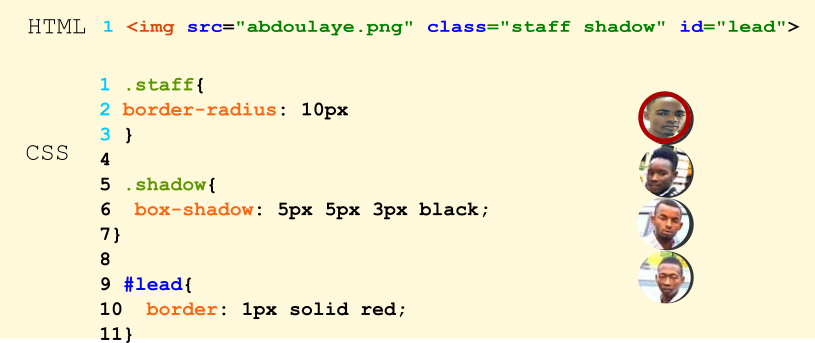 HTML 1 <img src="abdoulaye.png" class="staff shadow" id="lead">
1 .staff{
2 border-radius: 10px
3 }
CSS
4
5 .shadow{
6 box-shadow: 5px 5px 3px black;
7}
8
9 #lead{
10 border: 1px solid red;
11}